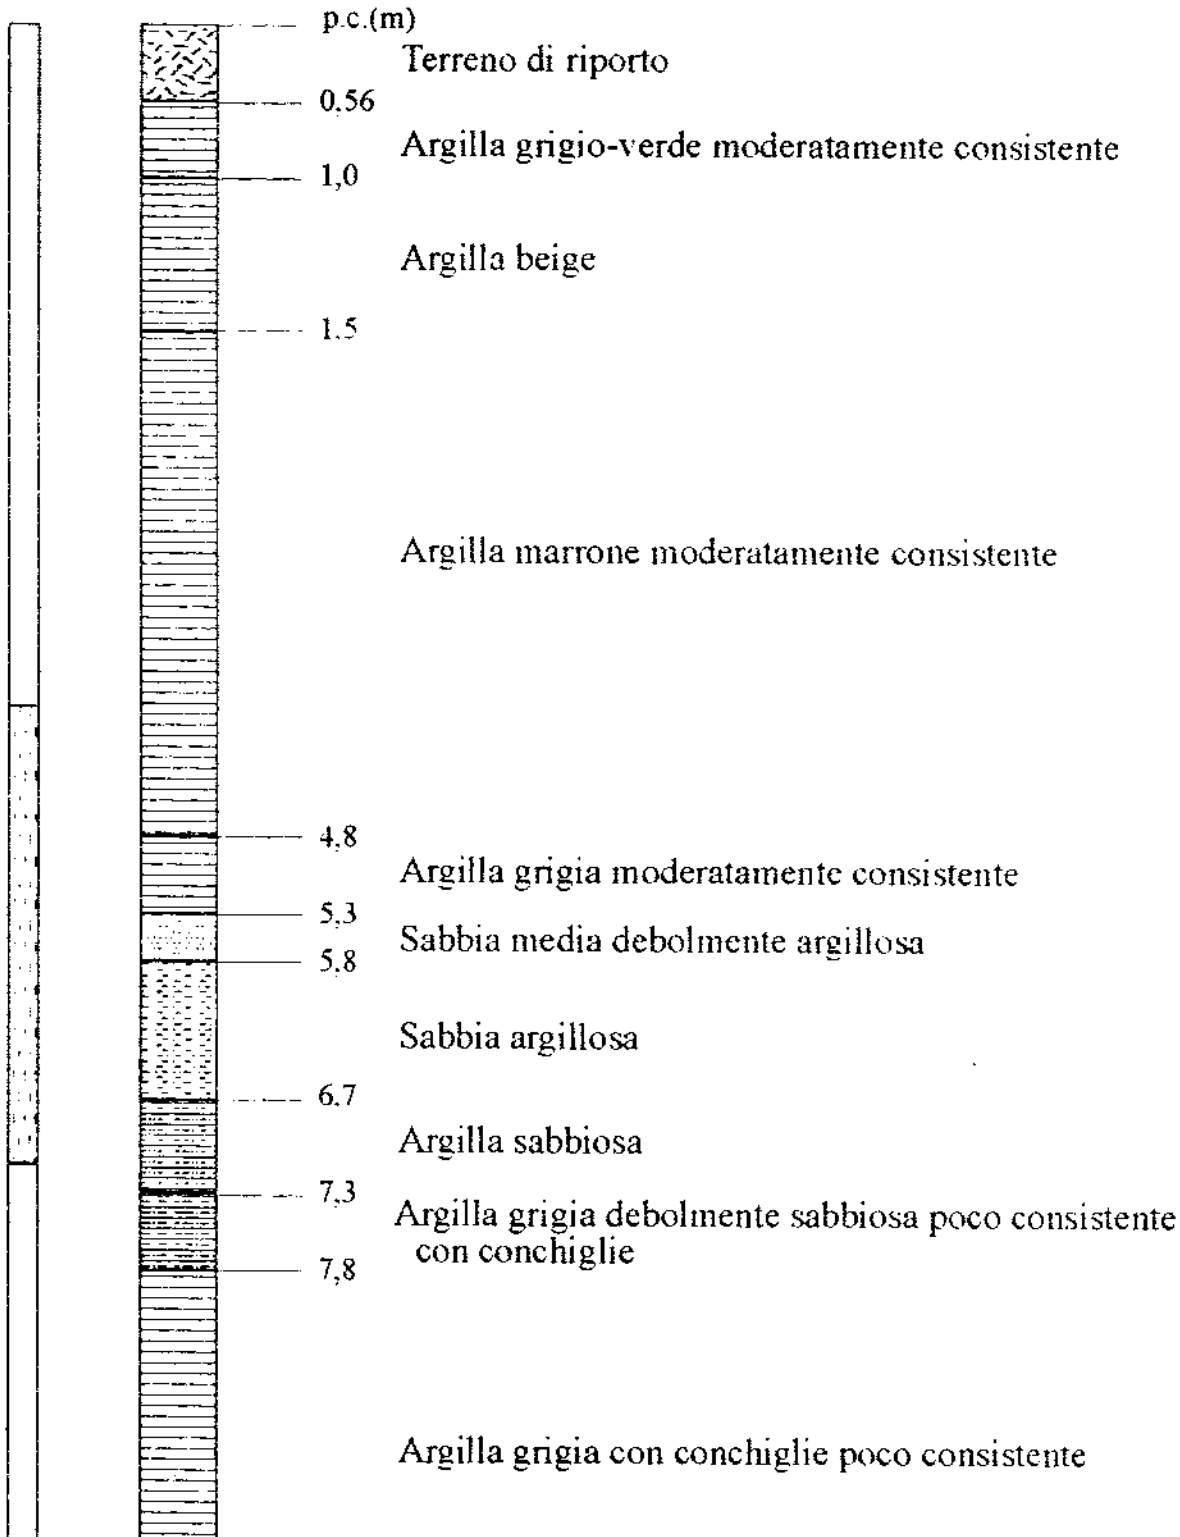 p.c.(m)
Terreno di riporto
0,56
Argilla grigio-verde moderatamente consistente
1,0
Argilla beige
1,5
Argilla marrone moderatamente consistente
4,8
Argilla grigia moderatamente consistente
5,3
Sabbia media debolmente argillosa
5,8
Sabbia argillosa
6,7
Argilla sabbiosa
7,3
Argilla grigia debolmente sabbiosa poco consistente
con conchiglie
7,8
Argilla grigia con conchiglie poco consistente